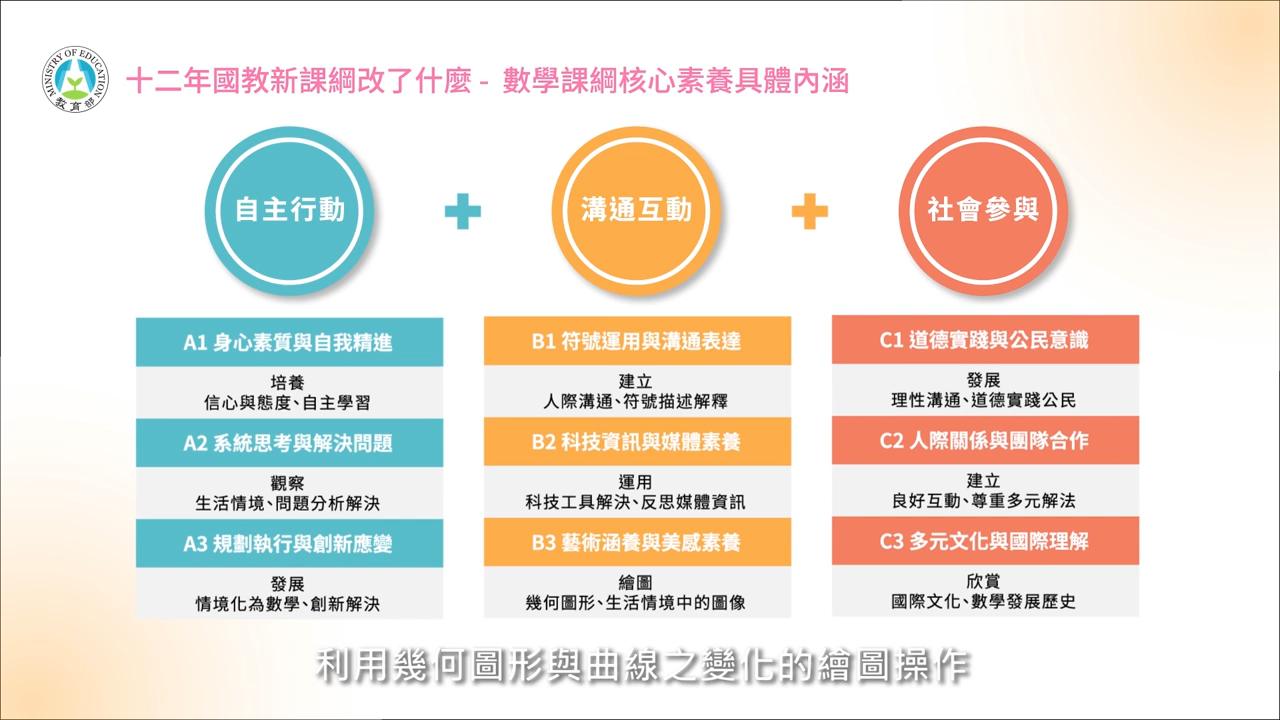 MINISTRY OF EDUCATION
教育部
十二年國教新課綱改了什麼 - 數學課綱核心素養具體內涵
自主行動
溝通互動
社會參與
A1 身心素質與自我精進
培養
信心與態度、自主學習
A2 系統思考與解決問題
觀察
生活情境、問題分析解決
A3 規劃執行與創新應變
發展
情境化為數學、創新解決
B1 符號運用與溝通表達
建立
人際溝通、符號描述解釋
B2 科技資訊與媒體素養
運用
科技工具解決、反思媒體資訊
B3 藝術涵養與美感素養
繪圖
幾何圖形、生活情境中的圖像
C1 道德實踐與公民意識
發展
理性溝通、道德實踐公民
C2 人際關係與團隊合作
建立
良好互動、尊重多元解法
C3 多元文化與國際理解
欣賞
國際文化、數學發展歷史
利用幾何圖形與曲線之變化的繪圖操作